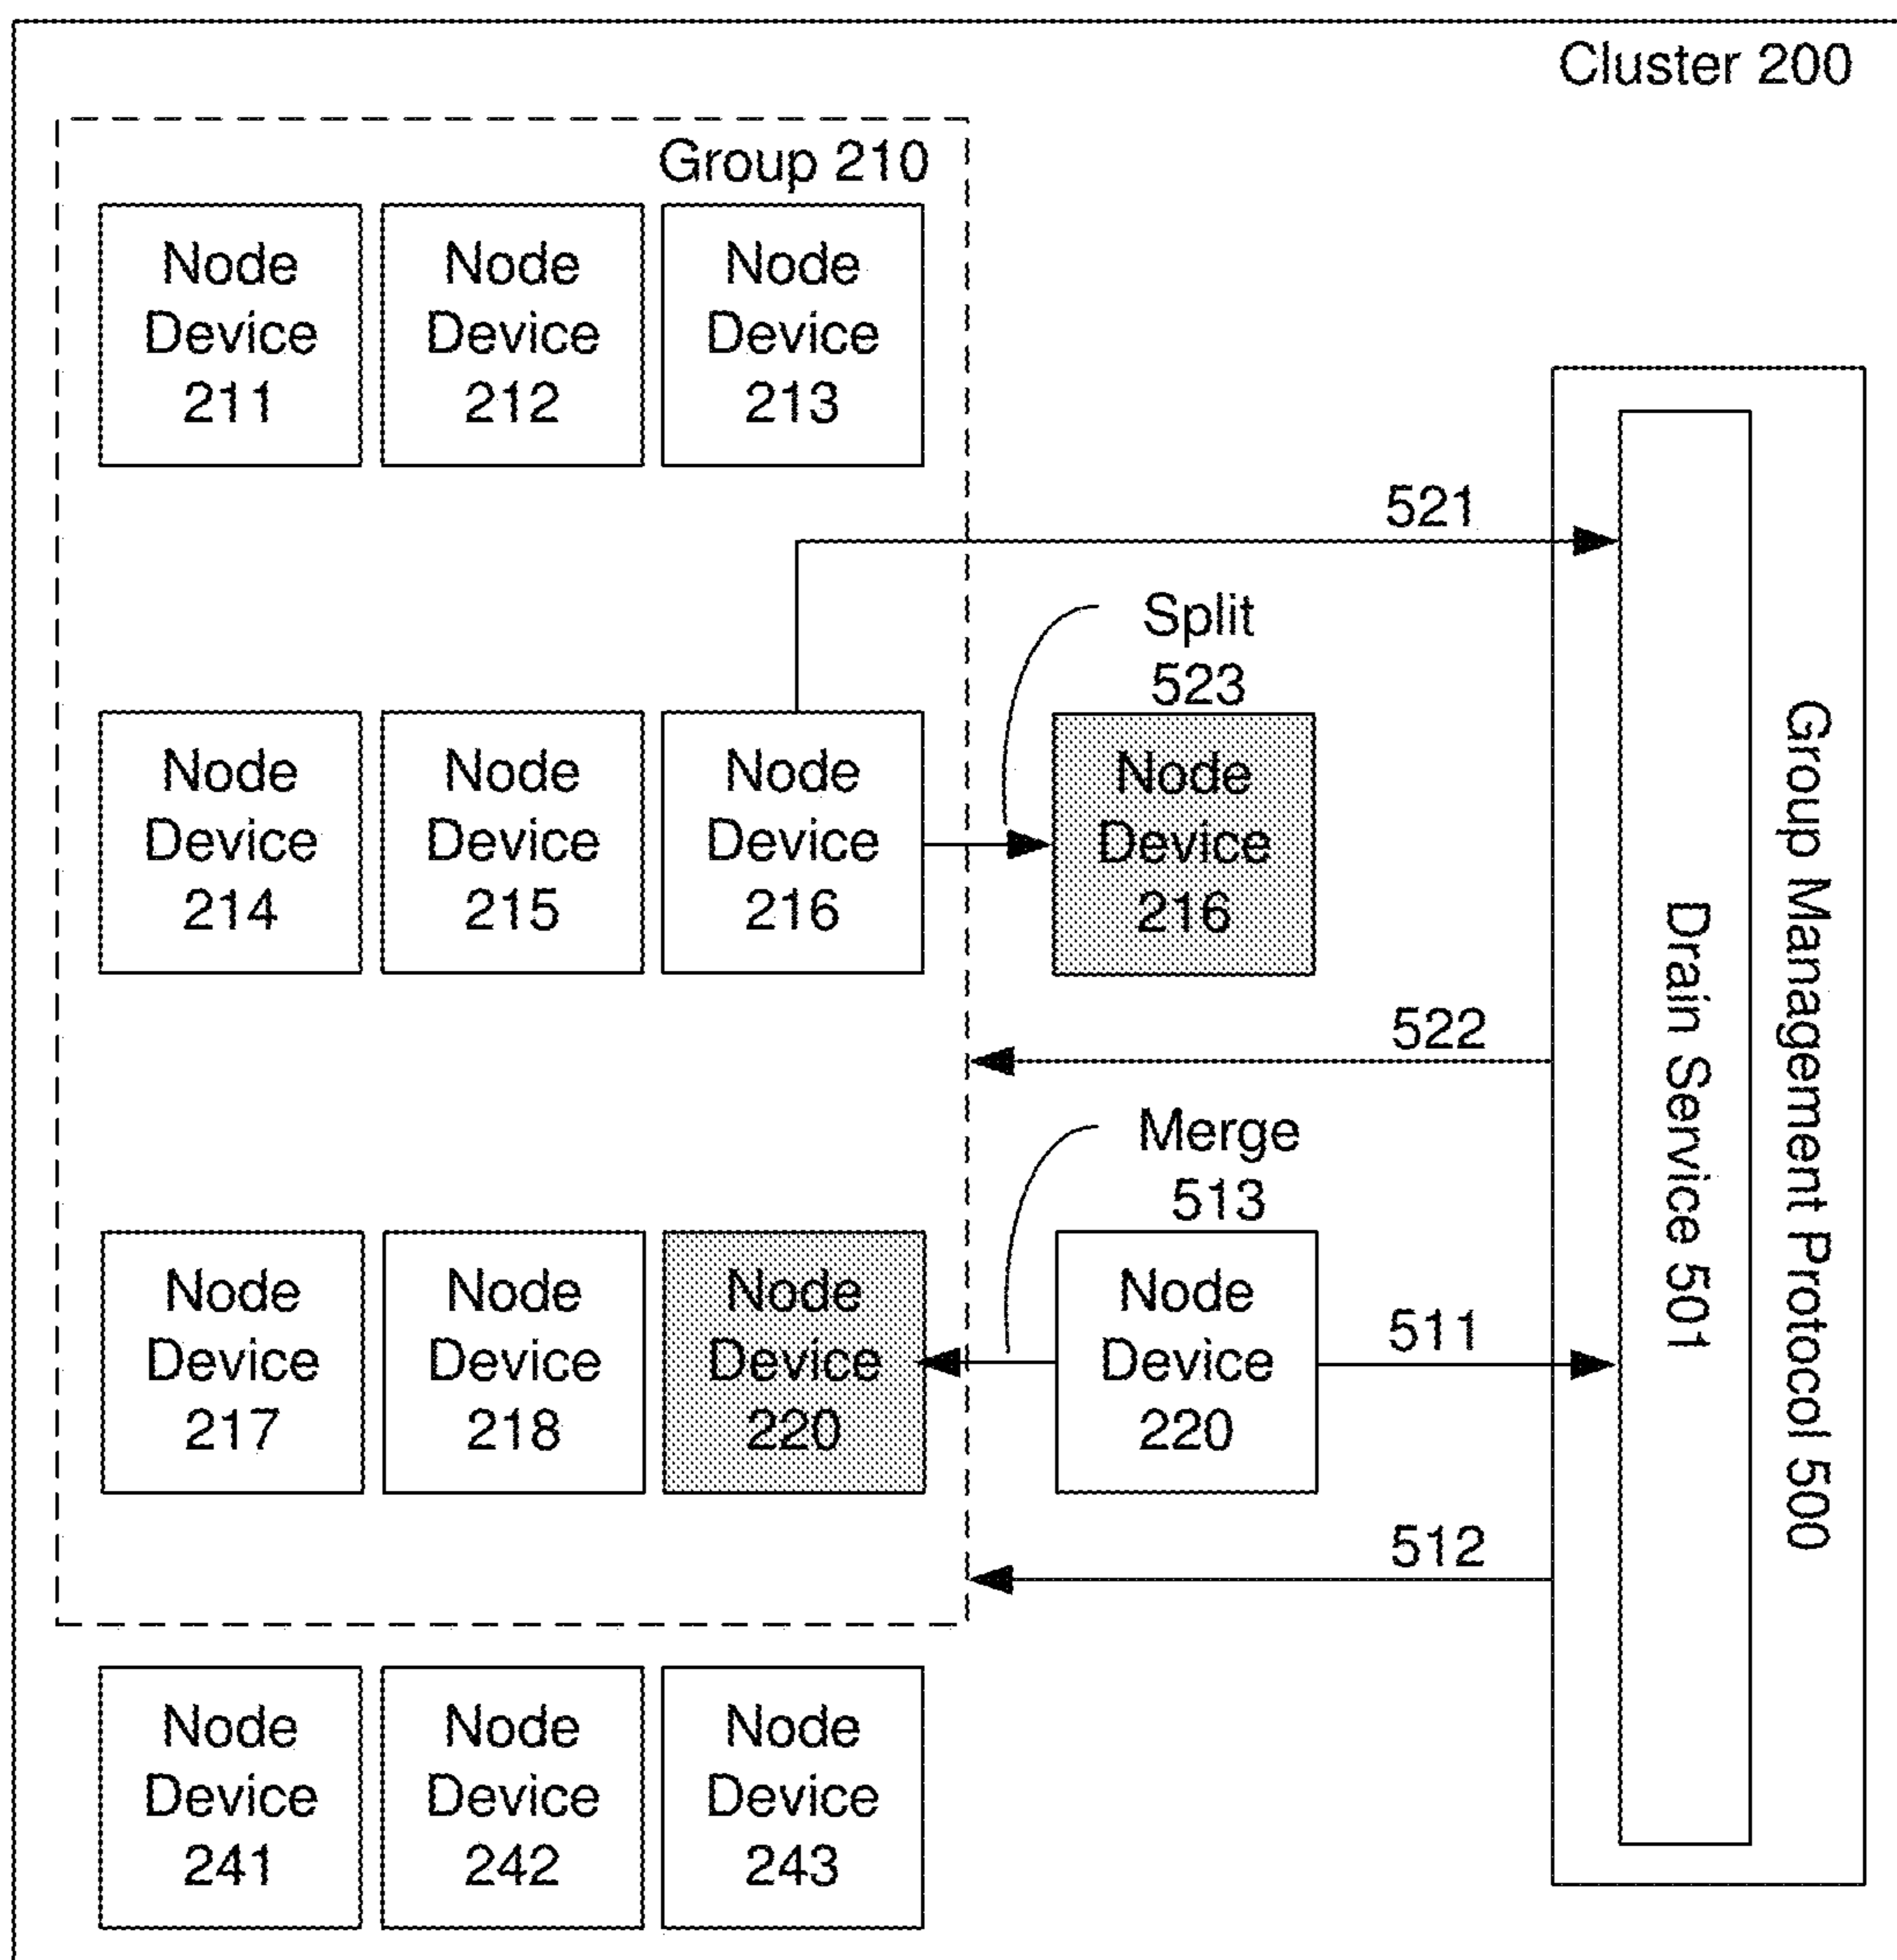 Cluster 200
Group 210
Node
Device
211
Node
Device
212
Node
Device
213
521
Split
523
Node
Device
214
Node
Device
215
Node
Device
216
Node
Device
216
522
Merge
513
Node
Device
217
Node
Device
218
Node
Device
220
Node
Device
220
511
512
Node
Device
241
Node
Device
242
Node
Device
243
Drain Service 501
Group Management Protocol 500